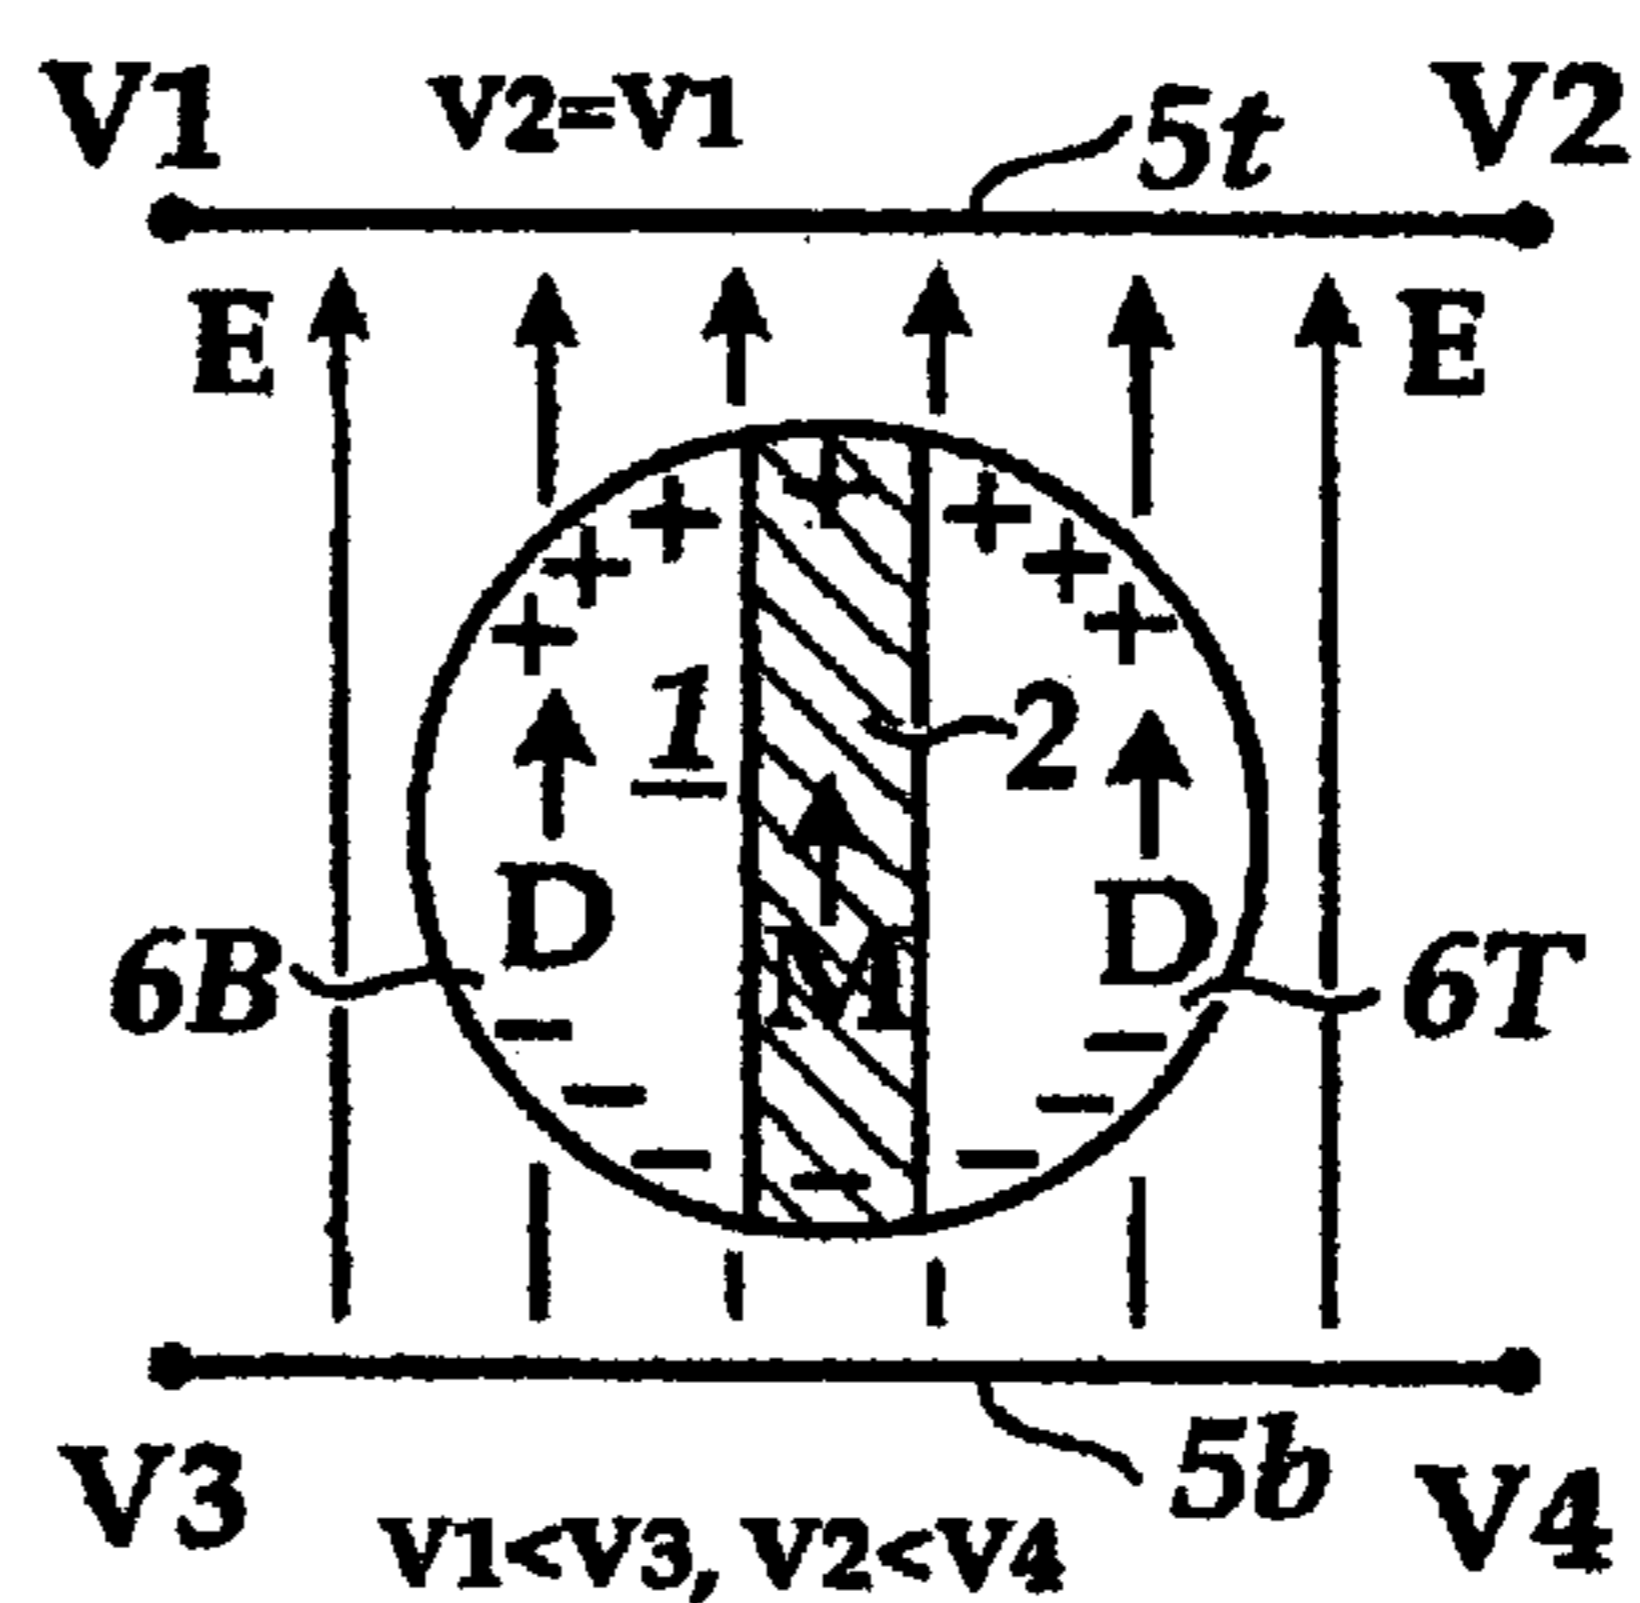 V1 V2=V1 5t V2
E E
+ + + + + + +
1 2
D M D
6B 6T
− − − − − − −
5b
V3 V1<V3, V2<V4 V4